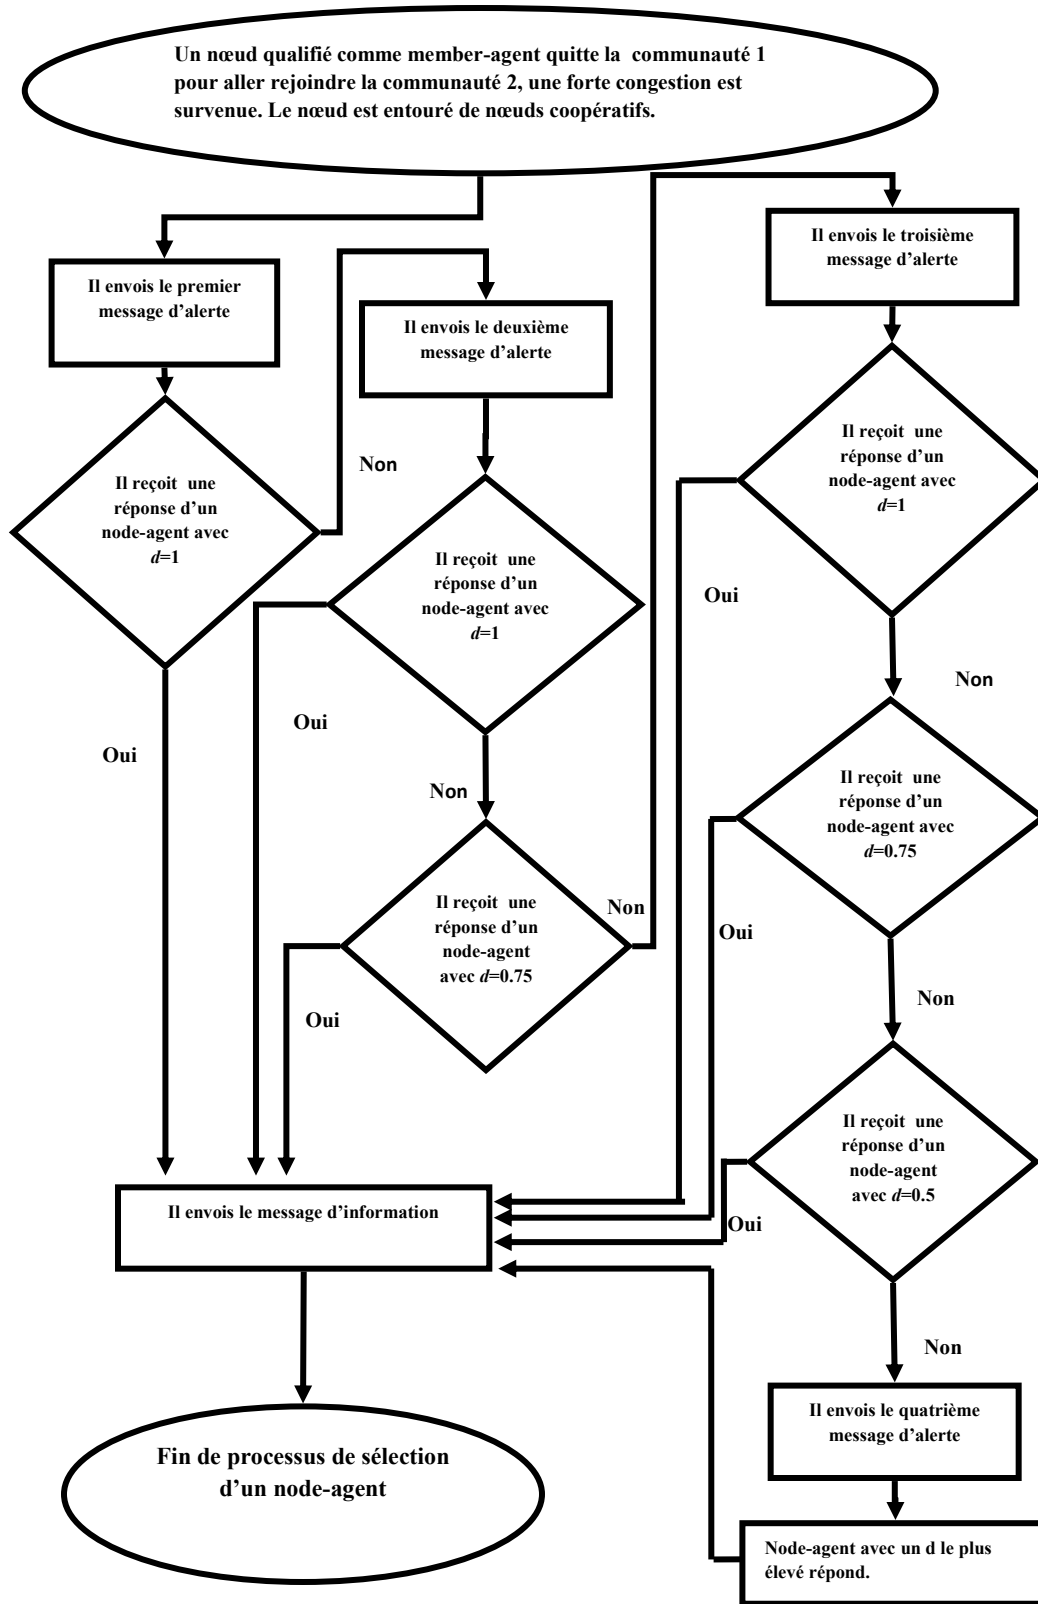 Un nœud qualifié comme member-agent quitte la communauté 1
pour aller rejoindre la communauté 2, une forte congestion est
survenue. Le nœud est entouré de nœuds coopératifs.
Il envois le premier
message d’alerte
Il reçoit une
réponse d’un
node-agent avec
d=1
Oui
Non
Il envois le deuxième
message d’alerte
Il reçoit une
réponse d’un
node-agent avec
d=1
Oui
Non
Il reçoit une
réponse d’un
node-agent
avec d=0.75
Oui
Non
Il envois le troisième
message d’alerte
Il reçoit une
réponse d’un
node-agent avec
d=1
Oui
Non
Il reçoit une
réponse d’un
node-agent avec
d=0.75
Oui
Non
Il reçoit une
réponse d’un
node-agent
avec d=0.5
Oui
Non
Il envois le quatrième
message d’alerte
Node-agent avec un d le plus
élevé répond.
Il envois le message d’information
Fin de processus de sélection
d’un node-agent